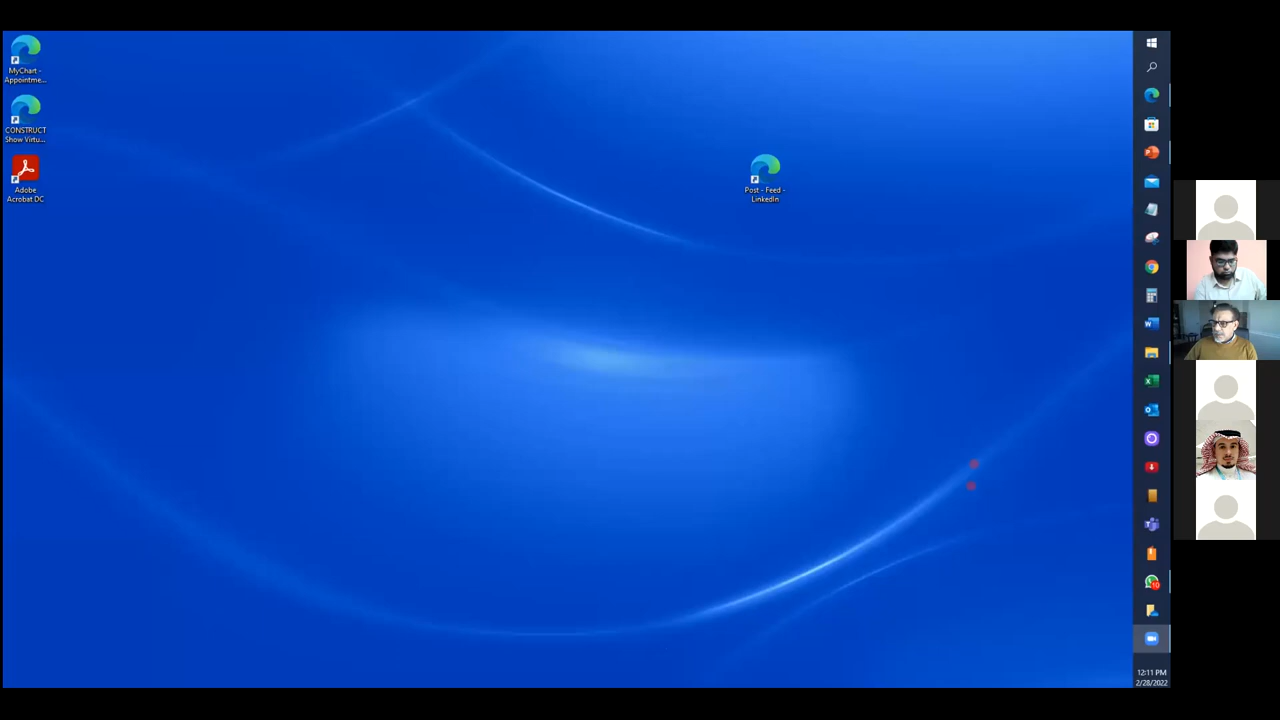 MyChart -
Appointme...
CONSTRUCT
Show Virtu...
Adobe
Acrobat DC
Post - Feed -
LinkedIn
12:11 PM
2/28/2022